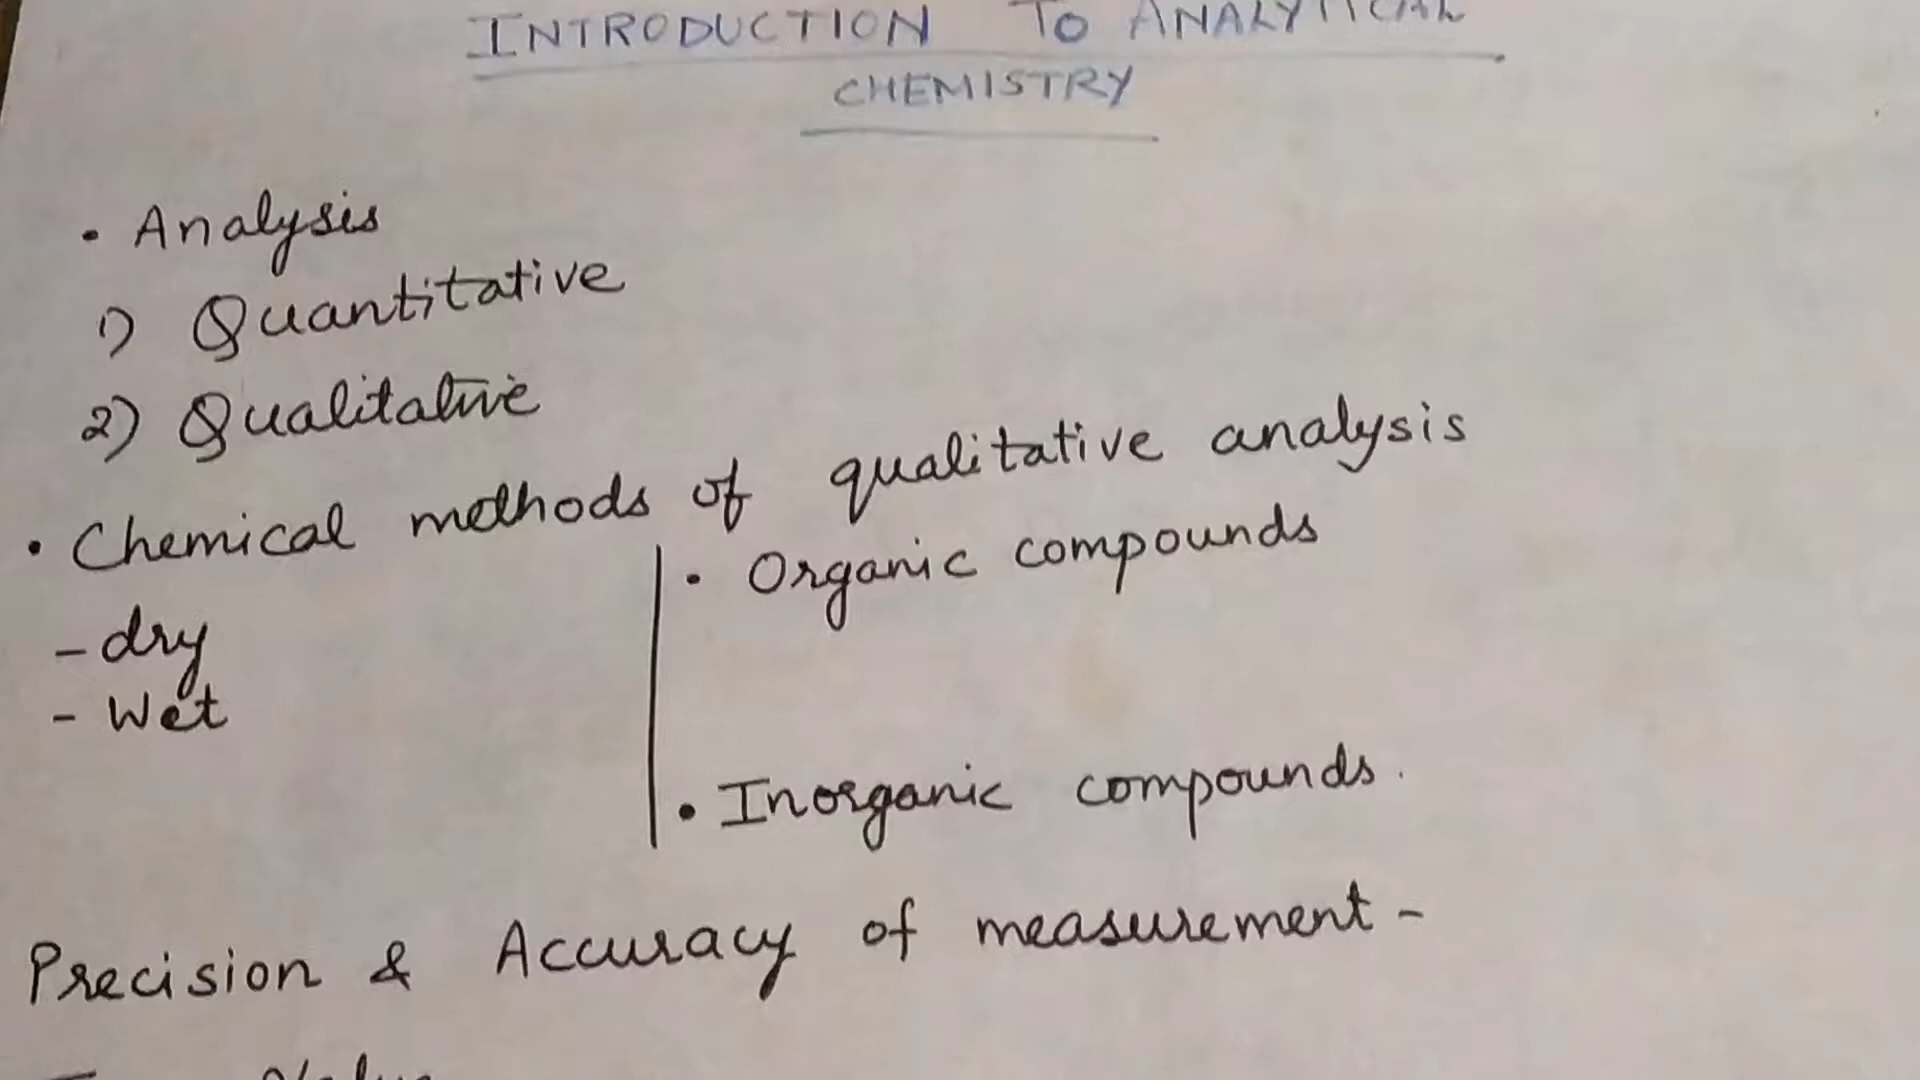 INTRODUCTION TO ANALYTICAL
CHEMISTRY
• Analysis
1) Quantitative
2) Qualitative
• Chemical methods of qualitative analysis
- dry
- Wet
• Organic compounds
• Inorganic compounds.
Precision & Accuracy of measurement -